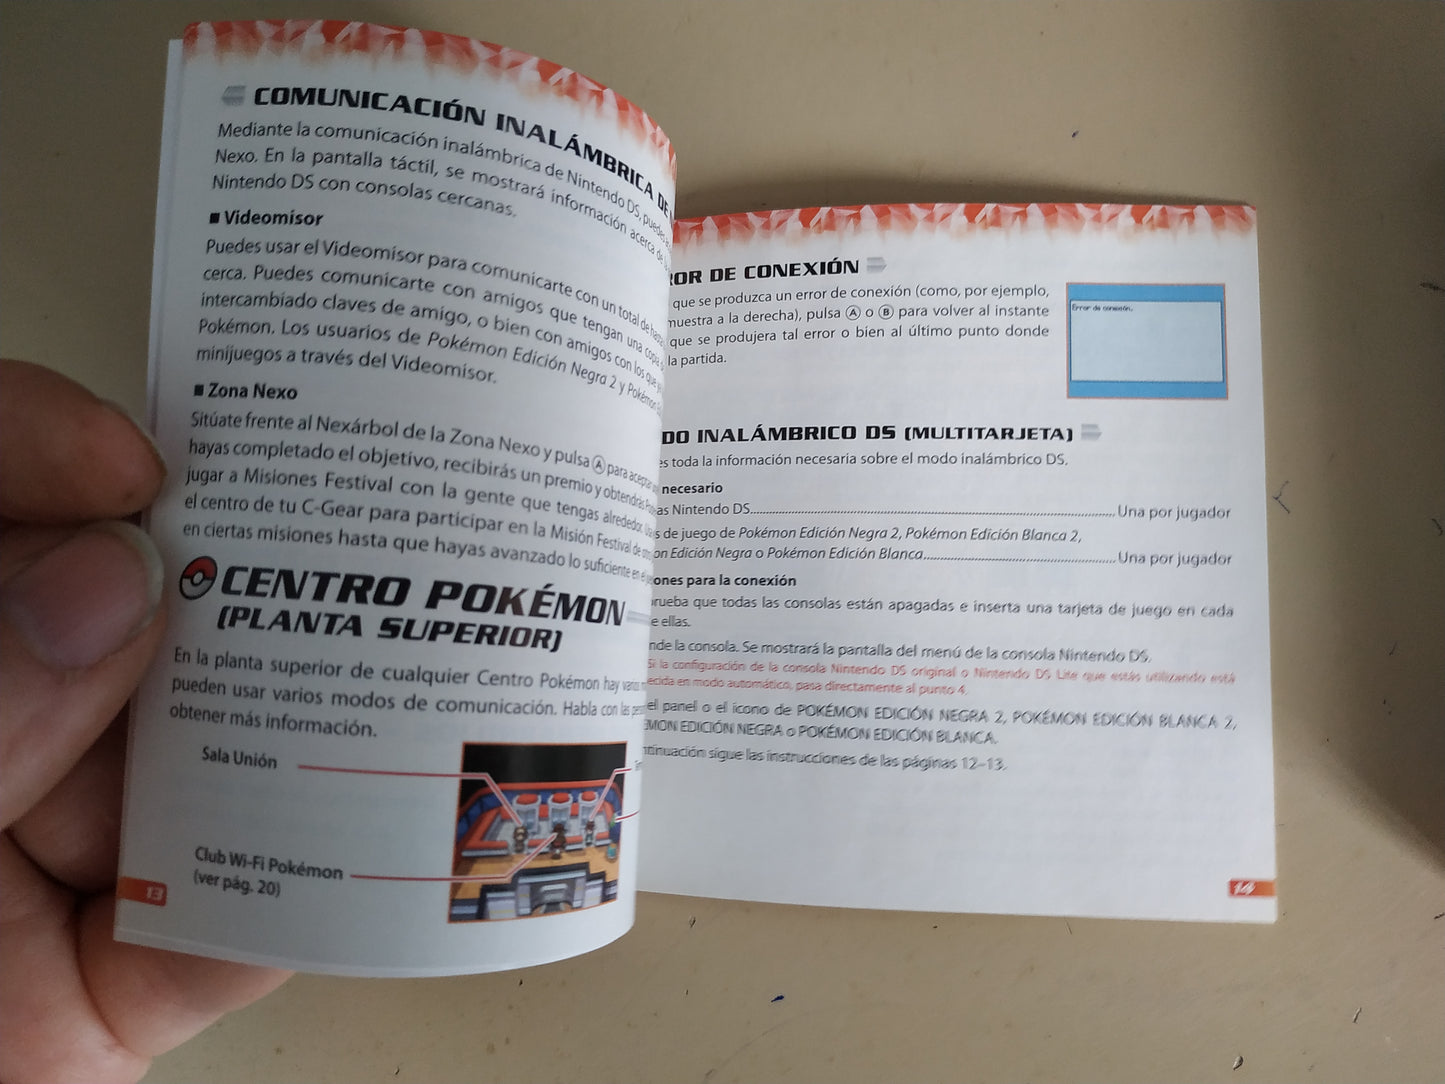 COMUNICACIÓN INALÁMBRICA DE
Mediante la comunicación inalámbrica de Nintendo DS, puedes
Nexo. En la pantalla táctil, se mostrará información acerca de
Nintendo DS con consolas cercanas.
■ Videomisor
Puedes usar el Videomisor para comunicarte con un total de hasta
cerca. Puedes comunicarte con amigos que tengan una copia
intercambiado claves de amigo, o bien con amigos con los que
Pokémon. Los usuarios de Pokémon Edición Negra 2 y Pokémon
minijuegos a través del Videomisor.
■ Zona Nexo
Sitúate frente al Nexárbol de la Zona Nexo y pulsa Ⓐ para aceptar
hayas completado el objetivo, recibirás un premio y obtendrás
jugar a Misiones Festival con la gente que tengas alrededor.
el centro de tu C-Gear para participar en la Misión Festival de
en ciertas misiones hasta que hayas avanzado lo suficiente en el
CENTRO POKÉMON
(PLANTA SUPERIOR)
En la planta superior de cualquier Centro Pokémon hay varios
pueden usar varios modos de comunicación. Habla con las
obtener más información.
Sala Unión
Club Wi-Fi Pokémon
(ver pág. 20)
13
ROR DE CONEXIÓN
que se produzca un error de conexión (como, por ejemplo,
muestra a la derecha), pulsa Ⓐ o Ⓑ para volver al instante
que se produjera tal error o bien al último punto donde
la partida.
Error de conexión.
DO INALÁMBRICO DS (MULTITARJETA)
es toda la información necesaria sobre el modo inalámbrico DS.
necesario
as Nintendo DS........Una por jugador
s de juego de Pokémon Edición Negra 2, Pokémon Edición Blanca 2,
on Edición Negra o Pokémon Edición Blanca........Una por jugador
ones para la conexión
rueba que todas las consolas están apagadas e inserta una tarjeta de juego en cada
e ellas.
nde la consola. Se mostrará la pantalla del menú de la consola Nintendo DS.
Si la configuración de la consola Nintendo DS original o Nintendo DS Lite que estás utilizando está
ecida en modo automático, pasa directamente al punto 4.
el panel o el icono de POKÉMON EDICIÓN NEGRA 2, POKÉMON EDICIÓN BLANCA 2,
ÉMON EDICIÓN NEGRA o POKÉMON EDICIÓN BLANCA.
ntinuación sigue las instrucciones de las páginas 12–13.
14